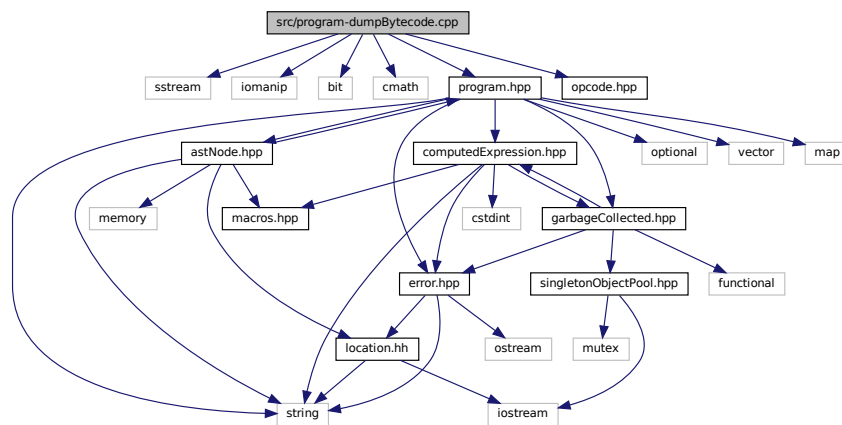 src/program-dumpBytecode.cpp
sstream
iomanip
bit
cmath
program.hpp
opcode.hpp
astNode.hpp
computedExpression.hpp
optional
vector
map
memory
macros.hpp
cstdint
garbageCollected.hpp
error.hpp
singletonObjectPool.hpp
functional
location.hh
ostream
mutex
string
iostream